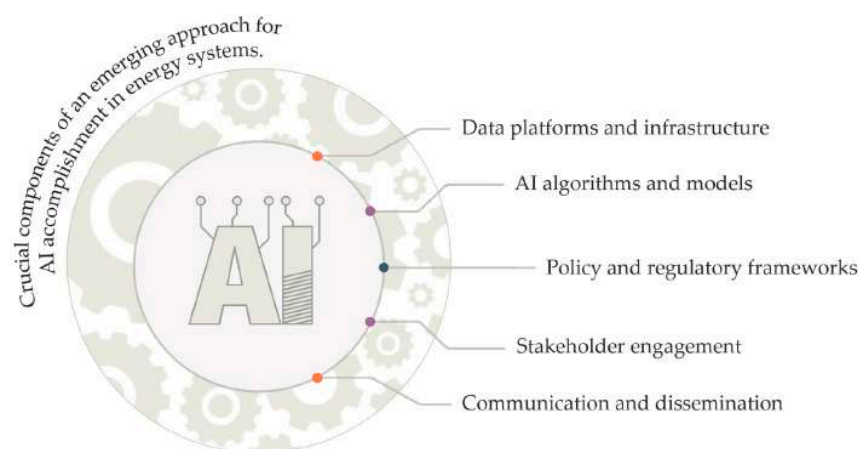 Crucial components of an emerging approach for
AI accomplishment in energy systems.
AI
Data platforms and infrastructure
AI algorithms and models
Policy and regulatory frameworks
Stakeholder engagement
Communication and dissemination